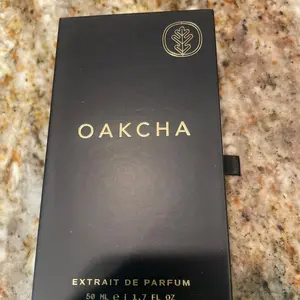 OAKCHA
EXTRAIT DE PARFUM
50 ML ℮ | 1.7 FL OZ